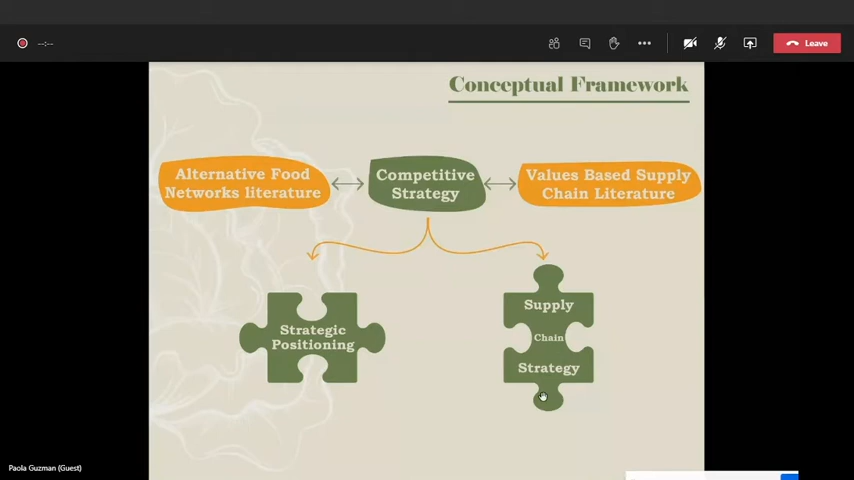 --:--
Leave
Conceptual Framework
Alternative Food
Networks literature
Competitive
Strategy
Values Based Supply
Chain Literature
Strategic
Positioning
Supply
Chain
Strategy
Paola Guzman (Guest)